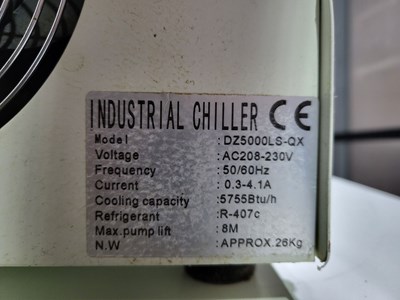 INDUSTRIAL CHILLER CE
Model : DZ5000LS-QX
Voltage : AC208-230V
Frequency : 50/60Hz
Current : 0.3-4.1A
Cooling capacity : 5755Btu/h
Refrigerant : R-407c
Max.pump lift : 8M
N.W : APPROX.26Kg